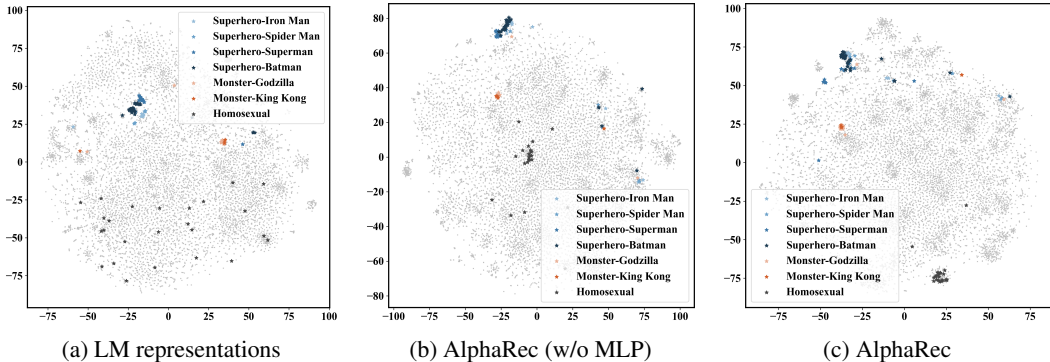 100
75
50
25
0
−25
−50
−75
−75 −50 −25 0 25 50 75 100
Superhero-Iron Man
Superhero-Spider Man
Superhero-Superman
Superhero-Batman
Monster-Godzilla
Monster-King Kong
Homosexual
(a) LM representations
80
60
40
20
0
−20
−40
−60
−80
−100 −75 −50 −25 0 25 50 75
Superhero-Iron Man
Superhero-Spider Man
Superhero-Superman
Superhero-Batman
Monster-Godzilla
Monster-King Kong
Homosexual
(b) AlphaRec (w/o MLP)
100
75
50
25
0
−25
−50
−75
−75 −50 −25 0 25 50 75 100
Superhero-Iron Man
Superhero-Spider Man
Superhero-Superman
Superhero-Batman
Monster-Godzilla
Monster-King Kong
Homosexual
(c) AlphaRec